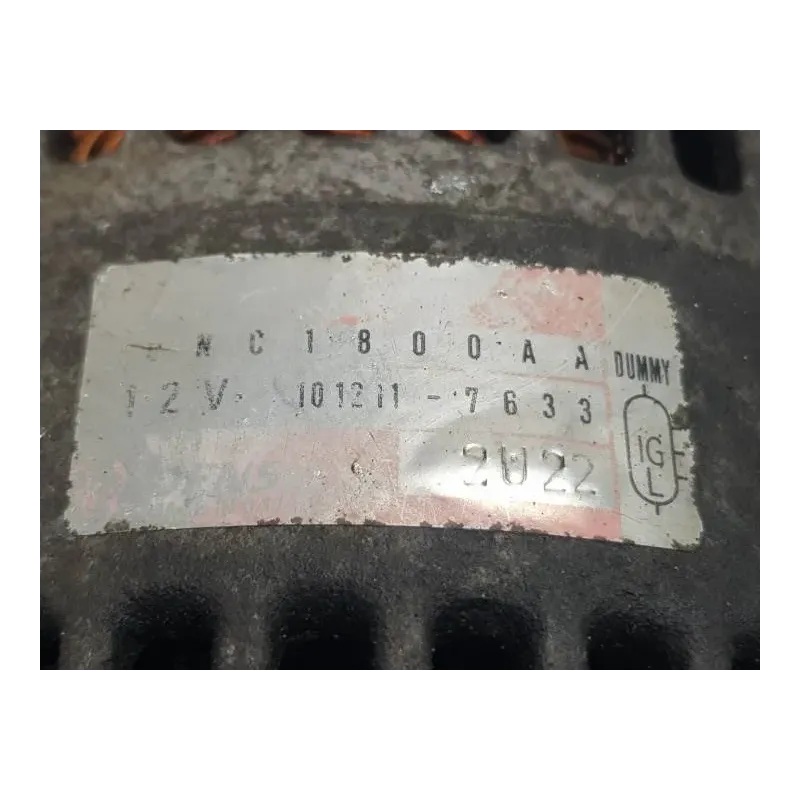 NC1800AA
12V 101211-7633
2U22
DUMMY
IG
L